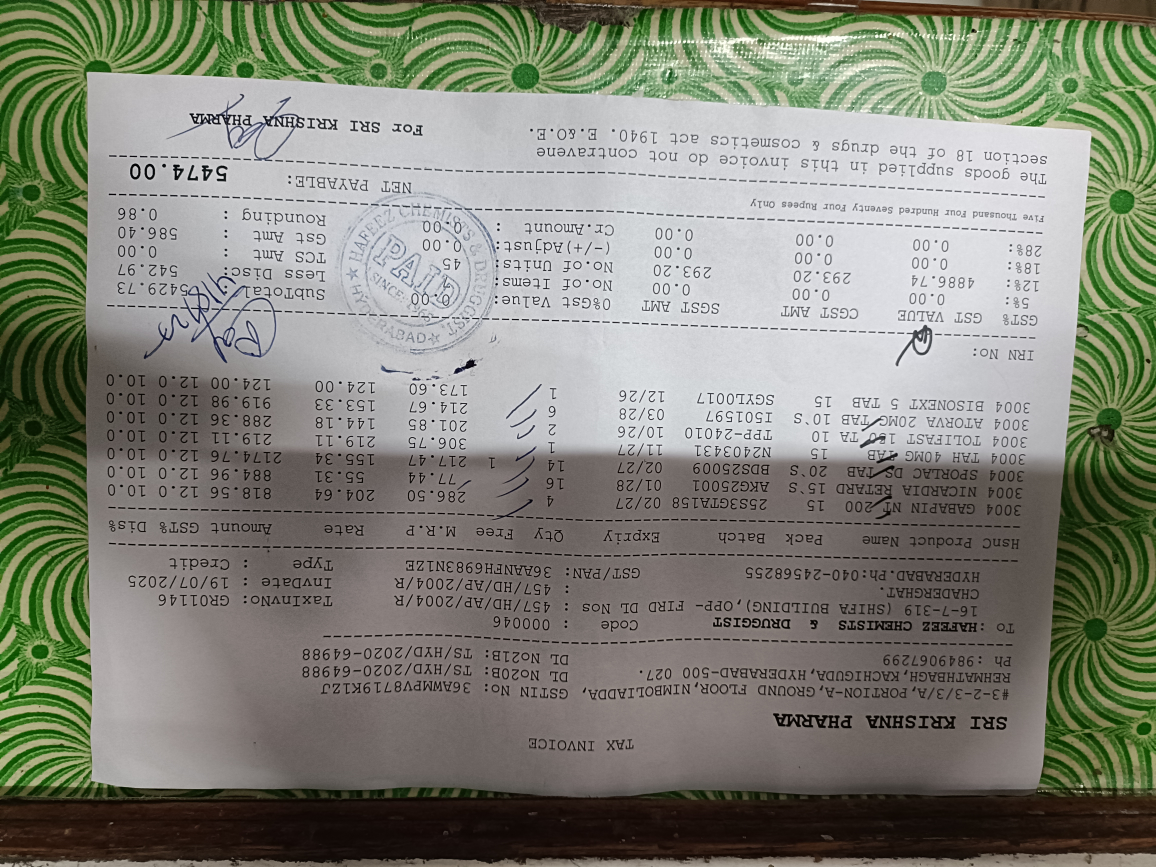 TAX INVOICE
SRI KRISHNA PHARMA
#3-2-3/3/A, PORTION-A, GROUND FLOOR, NIMBOLIADDA,
REHMATHBAGH, KACHIGUDA, HYDERABAD-500 027.
Ph :9849067299
GSTIN No: 36AWMPV8719K1ZJ
DL No20B: TS/HYD/2020-64988
DL No21B: TS/HYD/2020-64988
To :HAFEEZ CHEMISTS & DRUGGIST Code : 000046
16-7-319 (SHIFA BUILDING), OPP- FIRD Nos DL : 457/HD/AP/2004/R TaxInvNo: GR01146
CHADERGHAT. : 457/HD/AP/2004/R InvDate : 19/07/2025
HYDERABAD.Ph:040-24568255 GST/PAN: 36AANFH6983N1ZE Type : Credit
HsnC Product Name Pack Batch Expriy Qty Free M.R.P Rate Amount GST% Dis%
3004 GABAPIN NT 200 15 2553GTA158 02/27 4 286.50 204.64 818.56 12.0 10.0
3004 NICARDIA RETARD 15`S AKG25001 01/28 16 77.44 55.31 884.96 12.0 10.0
3004 SPORLAC DS TAB 20`S BDS25009 02/27 14 1 217.47 155.34 2174.76 12.0 10.0
3004 TAH 40MG TAB 15 N2403431 11/27 1 306.75 219.11 219.11 12.0 10.0
3004 TOLIFAST TA 10 TPP-24010 10/26 2 201.85 144.18 288.36 12.0 10.0
3004 ATORVA 20MG TAB 10`S I501597 03/28 6 214.67 153.33 919.98 12.0 10.0
3004 BISONEXT 5 TAB 15 SGYL0017 12/26 1 173.60 124.00 124.00 12.0 10.0
IRN No:
GST% GST VALUE CGST AMT SGST AMT 0%Gst Value: 0.00 SubTotal : 5429.73
5%: 0.00 0.00 0.00 No.of Items : Less Disc: 542.97
12%: 4886.74 293.20 293.20 No.of Units: 45 TCS Amt : 0.00
18%: 0.00 0.00 0.00 (-/+)Adjust: 0.00 Gst Amt : 586.40
28%: 0.00 0.00 0.00 Cr.Amount : 0.00 Rounding : 0.86
Five Thousand Four Hundred Seventy Four Rupees Only
NET PAYABLE: 5474.00
The goods supplied in this invoice do not contravene
section 18 of the drugs & cosmetics act 1940. E.&O.E.
For SRI KRISHNA PHARMA
HAFEEZ CHEMISTS & DRUGGIST
PAID
HYDERABAD